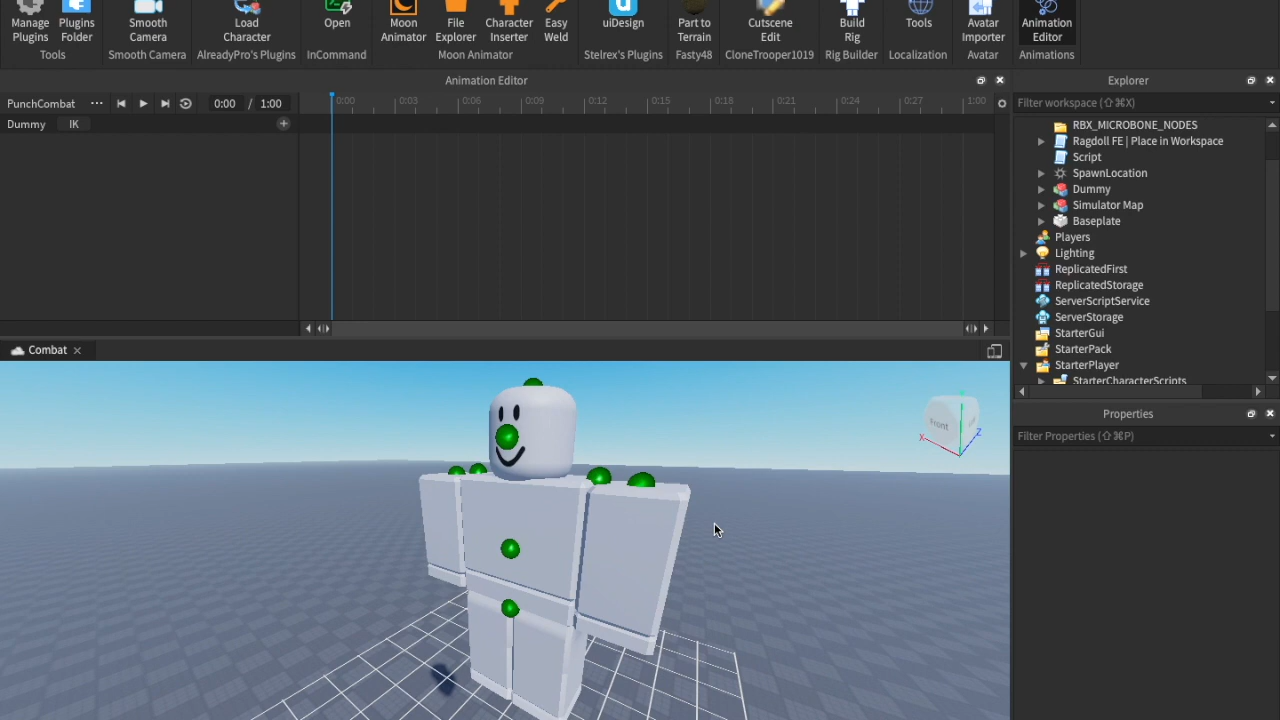 Manage Plugins
Plugins Folder
Smooth Camera
Load Character
Open
Moon Animator
File Explorer
Character Inserter
Easy Weld
uiDesign
Part to Terrain
Cutscene Edit
Build Rig
Tools
Avatar Importer
Animation Editor
Tools
Smooth Camera
AlreadyPro's Plugins
InCommand
Moon Animator
Stelrex's Plugins
Fasty48
CloneTrooper1019
Rig Builder
Localization
Avatar
Animations
Animation Editor
PunchCombat
0:00 / 1:00
0:00 0:03 0:06 0:09 0:12 0:15 0:18 0:21 0:24 0:27 1:00
Dummy IK
Combat
Front
X
Z
Explorer
Filter workspace (⇧⌘X)
RBX_MICROBONE_NODES
Ragdoll FE | Place in Workspace
Script
SpawnLocation
Dummy
Simulator Map
Baseplate
Players
Lighting
ReplicatedFirst
ReplicatedStorage
ServerScriptService
ServerStorage
StarterGui
StarterPack
StarterPlayer
StarterCharacterScripts
Properties
Filter Properties (⇧⌘P)